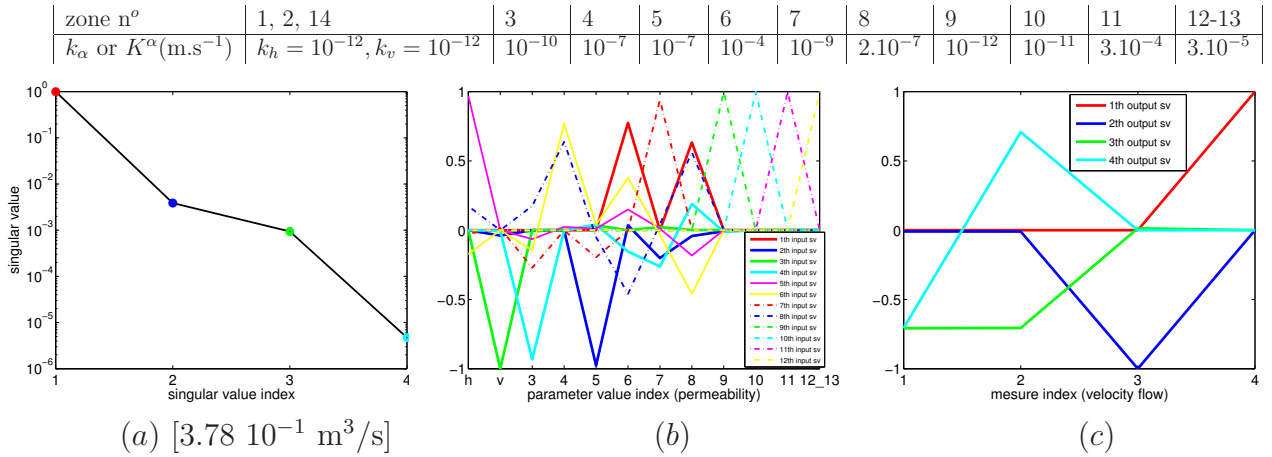 zone nᵒ 1, 2, 14 3 4 5 6 7 8 9 10 11 12-13
k_α or K^α(m.s⁻¹) k_h = 10⁻¹², k_v = 10⁻¹² 10⁻¹⁰ 10⁻⁷ 10⁻⁷ 10⁻⁴ 10⁻⁹ 2.10⁻⁷ 10⁻¹² 10⁻¹¹ 3.10⁻⁴ 3.10⁻⁵
singular value
10⁰
10⁻¹
10⁻²
10⁻³
10⁻⁴
10⁻⁵
10⁻⁶
1 2 3 4
singular value index
(a) [3.78 10⁻¹ m³/s]
1
0.5
0
−0.5
−1
1th input sv
2th input sv
3th input sv
4th input sv
5th input sv
6th input sv
7th input sv
8th input sv
9th input sv
10th input sv
11th input sv
12th input sv
h v 3 4 5 6 7 8 9 10 11 12_13
parameter value index (permeability)
(b)
1
0.5
0
−0.5
−1
1th output sv
2th output sv
3th output sv
4th output sv
1 2 3 4
mesure index (velocity flow)
(c)